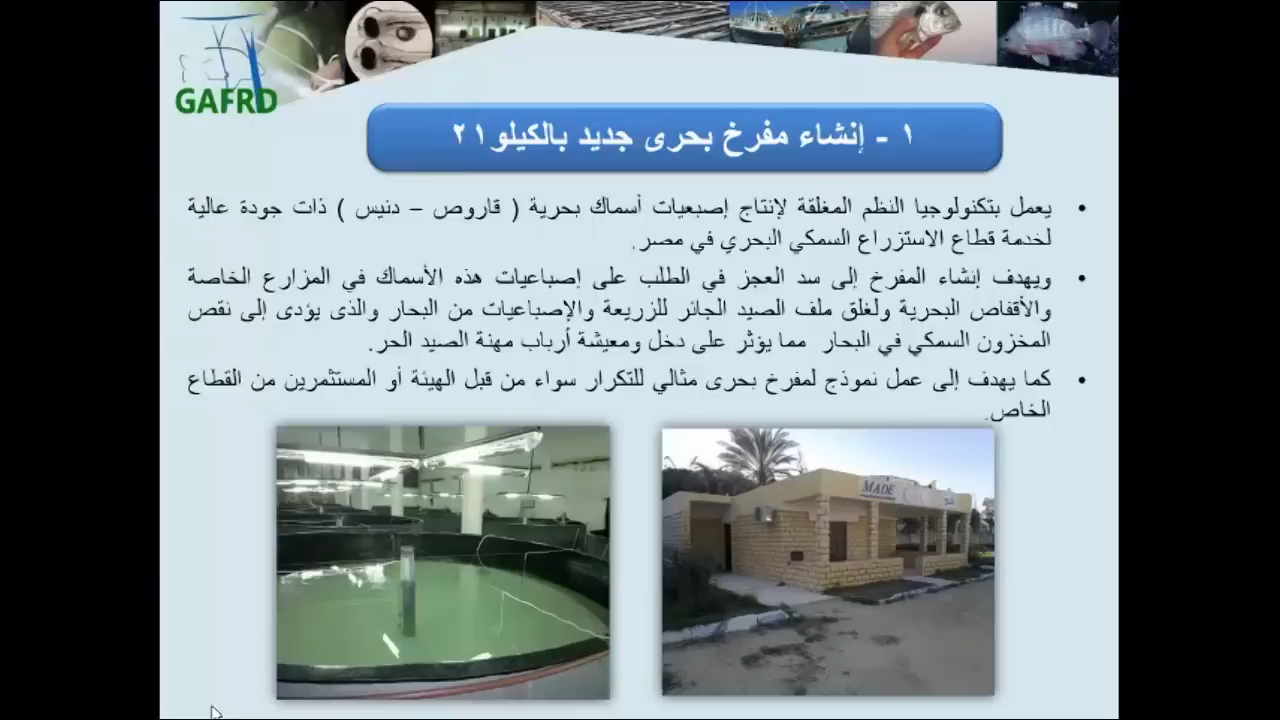 GAFRD
١ - إنشاء مفرخ بحرى جديد بالكيلو٢١
• يعمل بتكنولوجيا النظم المغلقة لإنتاج إصبعيات أسماك بحرية ( قاروص – دنيس ) ذات جودة عالية
لخدمة قطاع الاستزراع السمكي البحري في مصر.
• ويهدف إنشاء المفرخ إلى سد العجز في الطلب على إصباعيات هذه الأسماك في المزارع الخاصة
والأقفاص البحرية ولغلق ملف الصيد الجائر للزريعة والإصباعيات من البحار والذى يؤدى إلى نقص
المخزون السمكي في البحار مما يؤثر على دخل ومعيشة أرباب مهنة الصيد الحر.
• كما يهدف إلى عمل نموذج لمفرخ بحرى مثالي للتكرار سواء من قبل الهيئة أو المستثمرين من القطاع
الخاص.
MADE